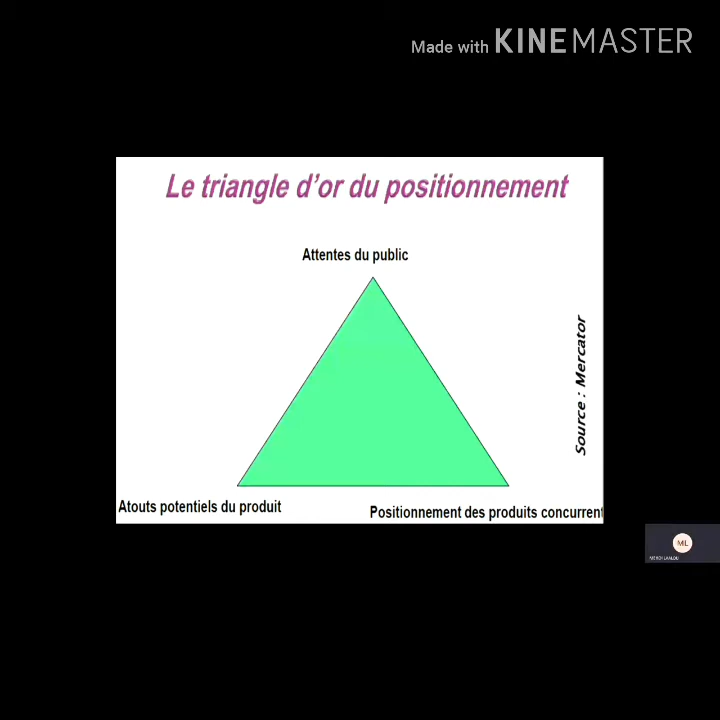 Made with KINEMASTER
Le triangle d'or du positionnement
Attentes du public
Source : Mercator
Atouts potentiels du produit
Positionnement des produits concurrent
ML